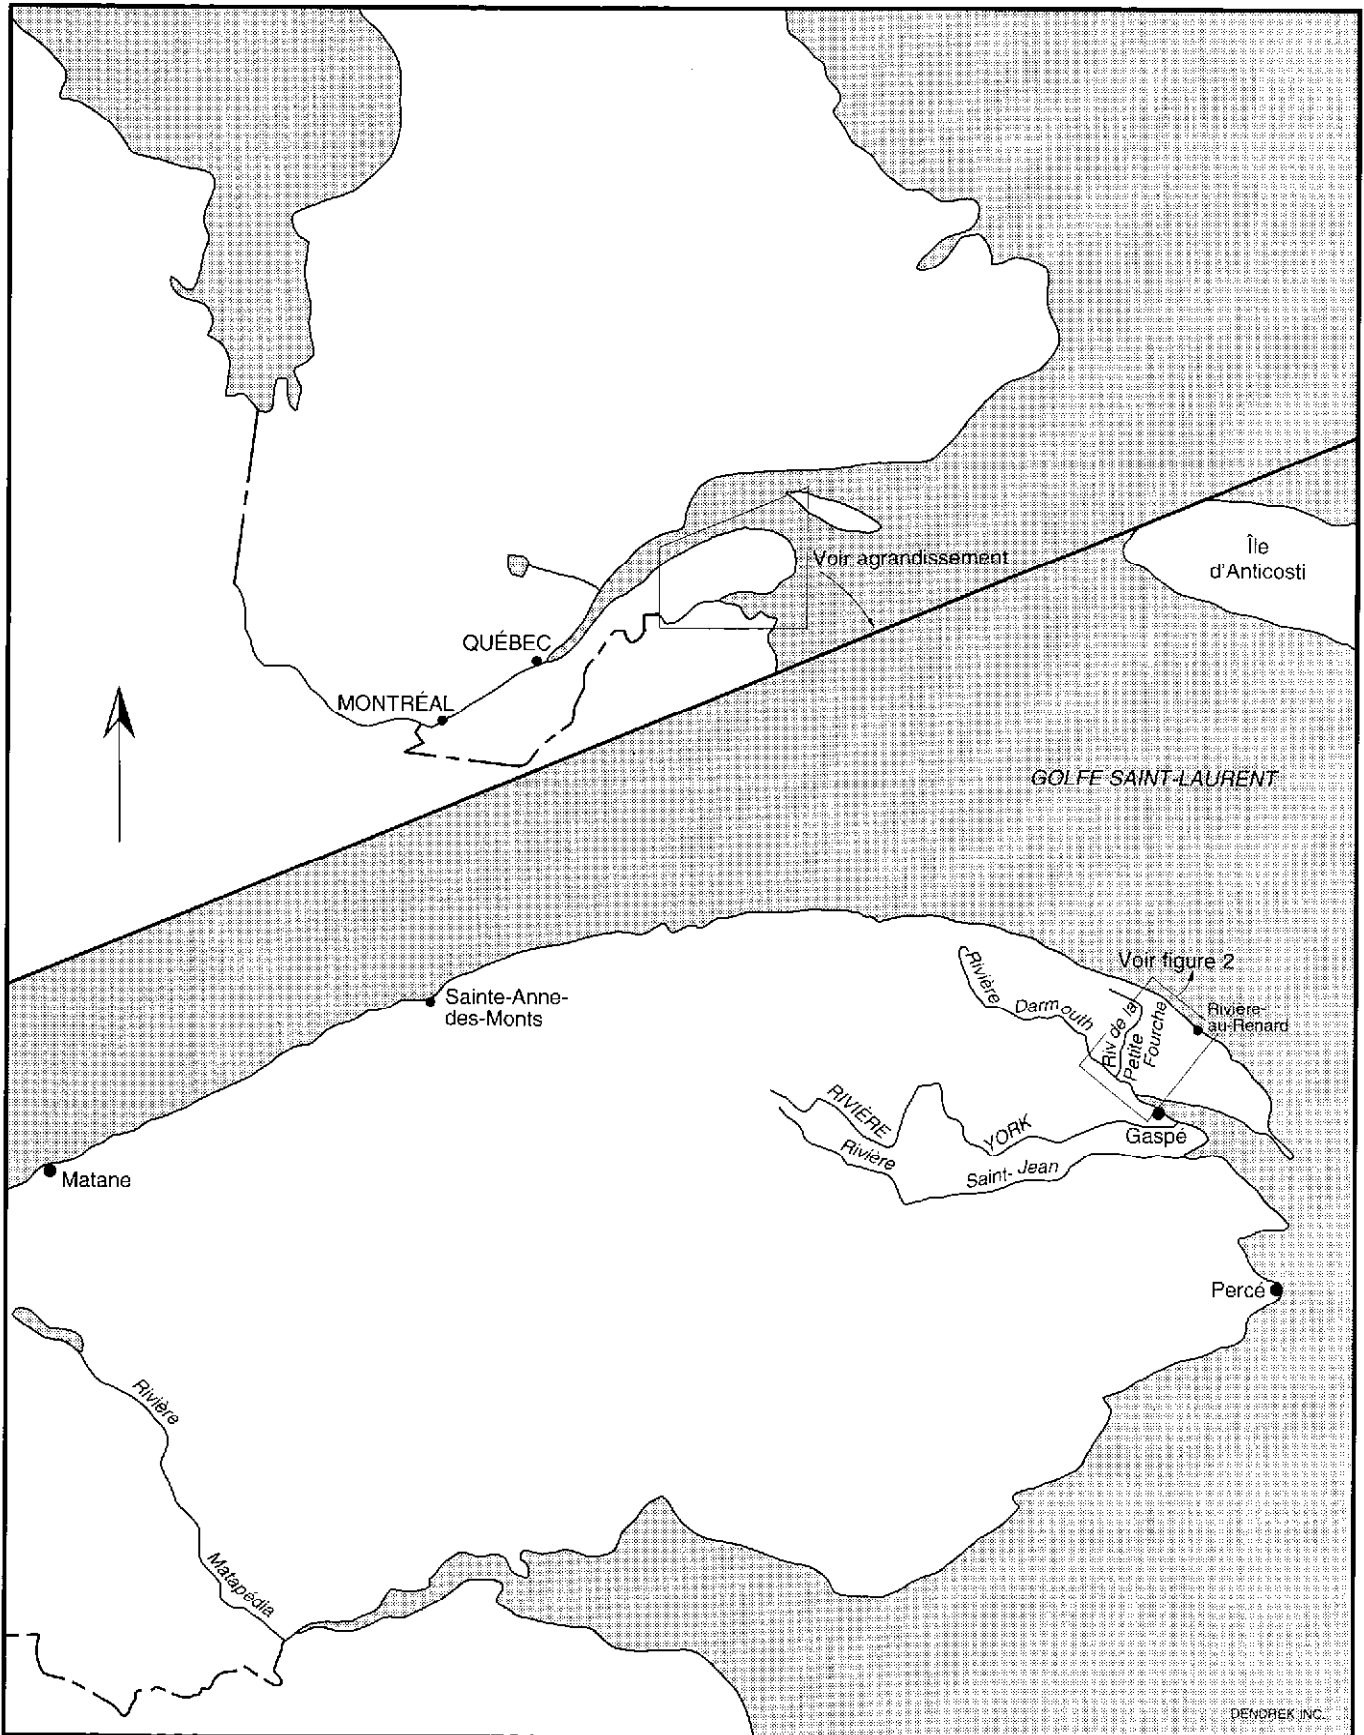 Voir agrandissement
Île
d'Anticosti
QUÉBEC
MONTRÉAL
GOLFE SAINT-LAURENT
Voir figure 2
Sainte-Anne-
des-Monts
Rivière
Darmouth
Riv de la
Petite
Fourche
Rivière-
au-Renard
RIVIÈRE
YORK
Gaspé
Rivière
Saint-Jean
Matane
Percé
Rivière
Matapédia
DENDREK INC.